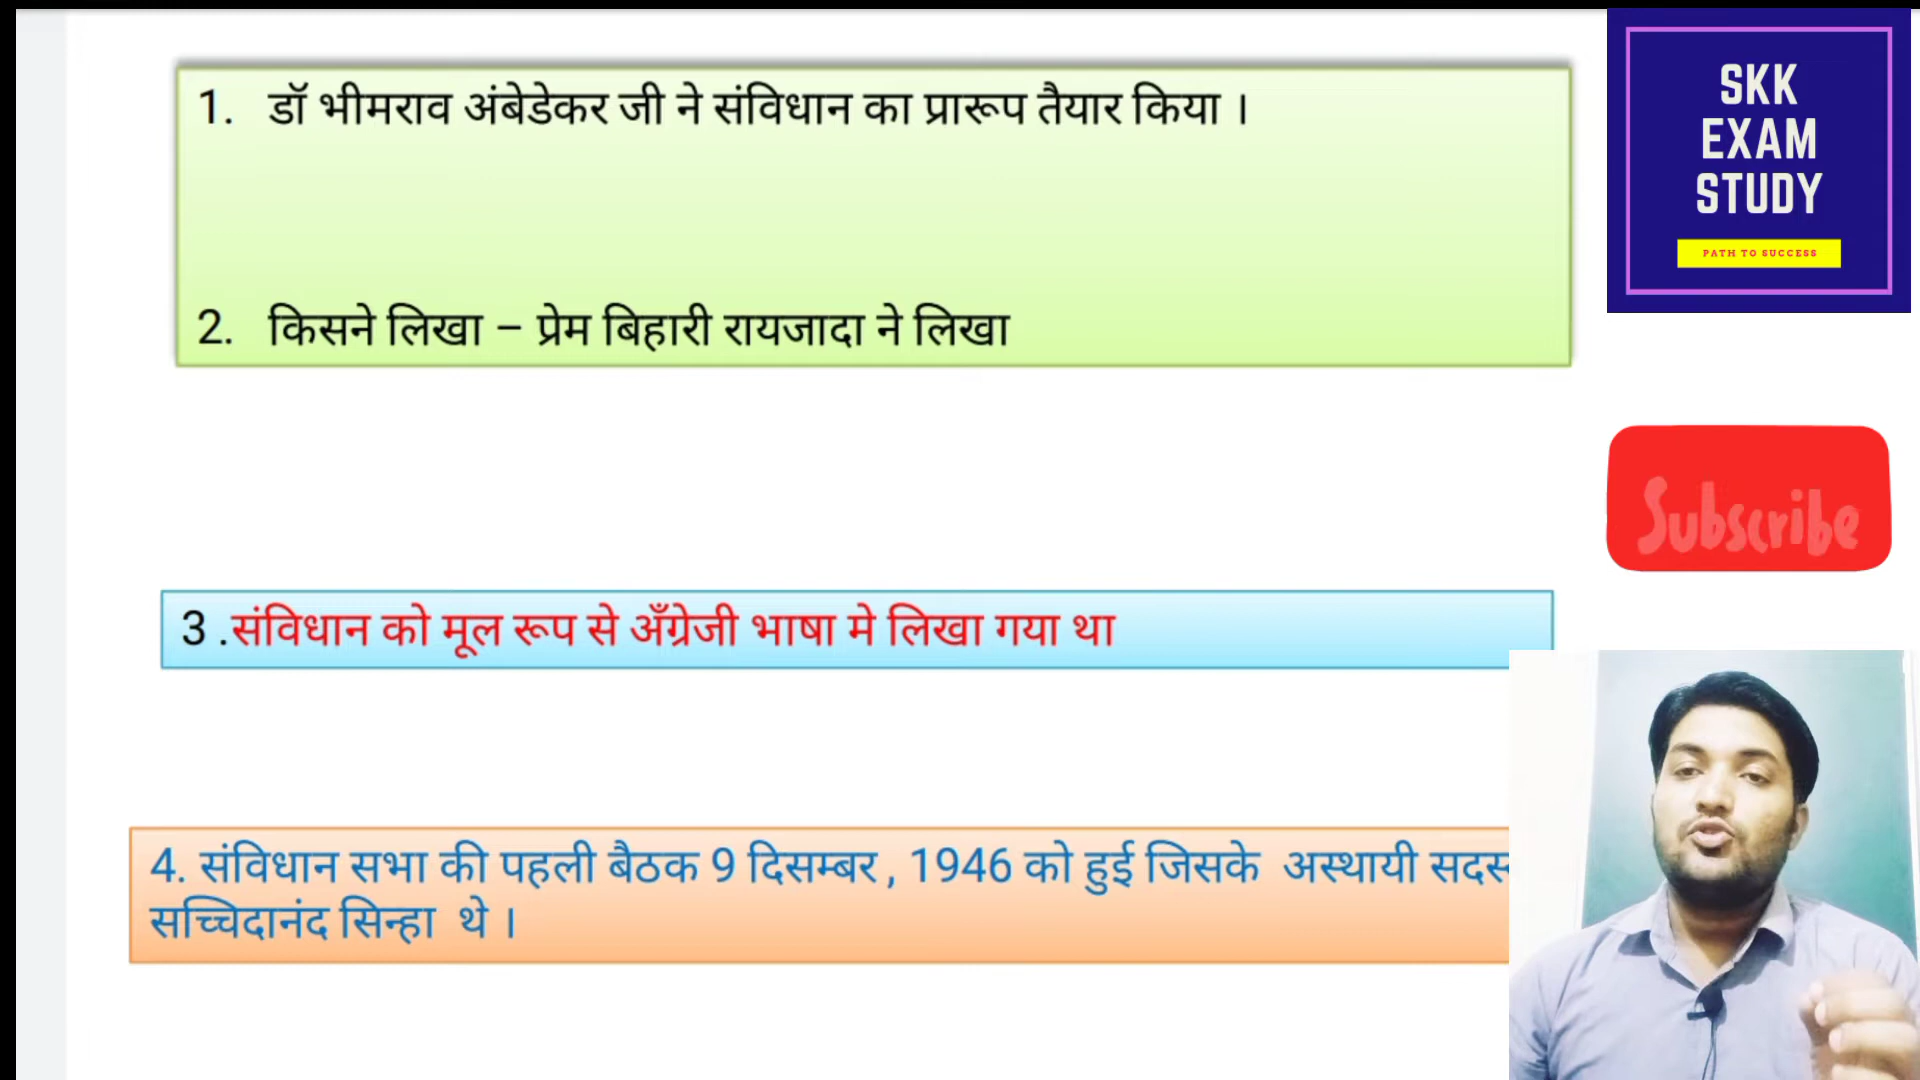 1. डॉ भीमराव अंबेडेकर जी ने संविधान का प्रारूप तैयार किया ।
2. किसने लिखा – प्रेम बिहारी रायजादा ने लिखा
3 .संविधान को मूल रूप से अँग्रेजी भाषा मे लिखा गया था
4. संविधान सभा की पहली बैठक 9 दिसम्बर, 1946 को हुई जिसके अस्थायी
सच्चिदानंद सिन्हा थे ।
SKK
EXAM
STUDY
PATH TO SUCCESS
Subscribe